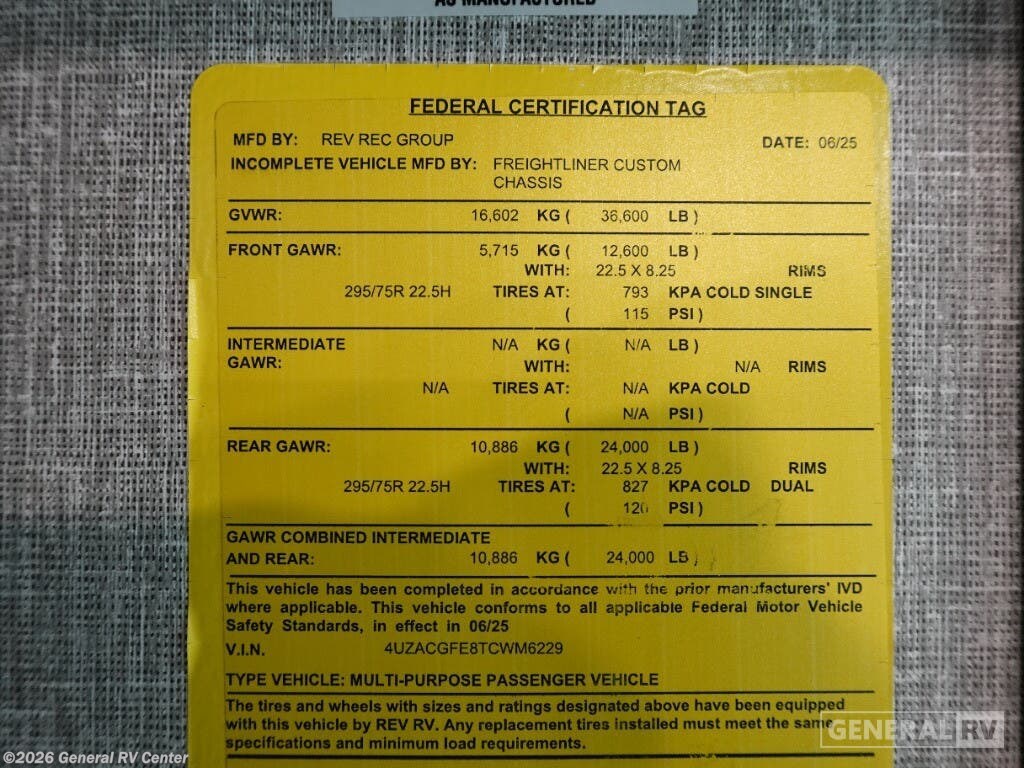 AS MANUFACTURED
FEDERAL CERTIFICATION TAG
MFD BY: REV REC GROUP DATE: 06/25
INCOMPLETE VEHICLE MFD BY: FREIGHTLINER CUSTOM
CHASSIS
GVWR: 16,602 KG ( 36,600 LB )
FRONT GAWR: 5,715 KG ( 12,600 LB )
WITH: 22.5 X 8.25 RIMS
295/75R 22.5H TIRES AT: 793 KPA COLD SINGLE
( 115 PSI )
INTERMEDIATE N/A KG ( N/A LB )
GAWR: WITH: N/A RIMS
N/A TIRES AT: N/A KPA COLD
( N/A PSI )
REAR GAWR: 10,886 KG ( 24,000 LB )
WITH: 22.5 X 8.25 RIMS
295/75R 22.5H TIRES AT: 827 KPA COLD DUAL
( 120 PSI )
GAWR COMBINED INTERMEDIATE
AND REAR: 10,886 KG ( 24,000 LB )
This vehicle has been completed in accordance with the prior manufacturers' IVD
where applicable. This vehicle conforms to all applicable Federal Motor Vehicle
Safety Standards, in effect in 06/25
V.I.N. 4UZACGFE8TCWM6229
TYPE VEHICLE: MULTI-PURPOSE PASSENGER VEHICLE
The tires and wheels with sizes and ratings designated above have been equipped
with this vehicle by REV RV. Any replacement tires installed must meet the same
specifications and minimum load requirements.
GENERAL RV
©2026 General RV Center